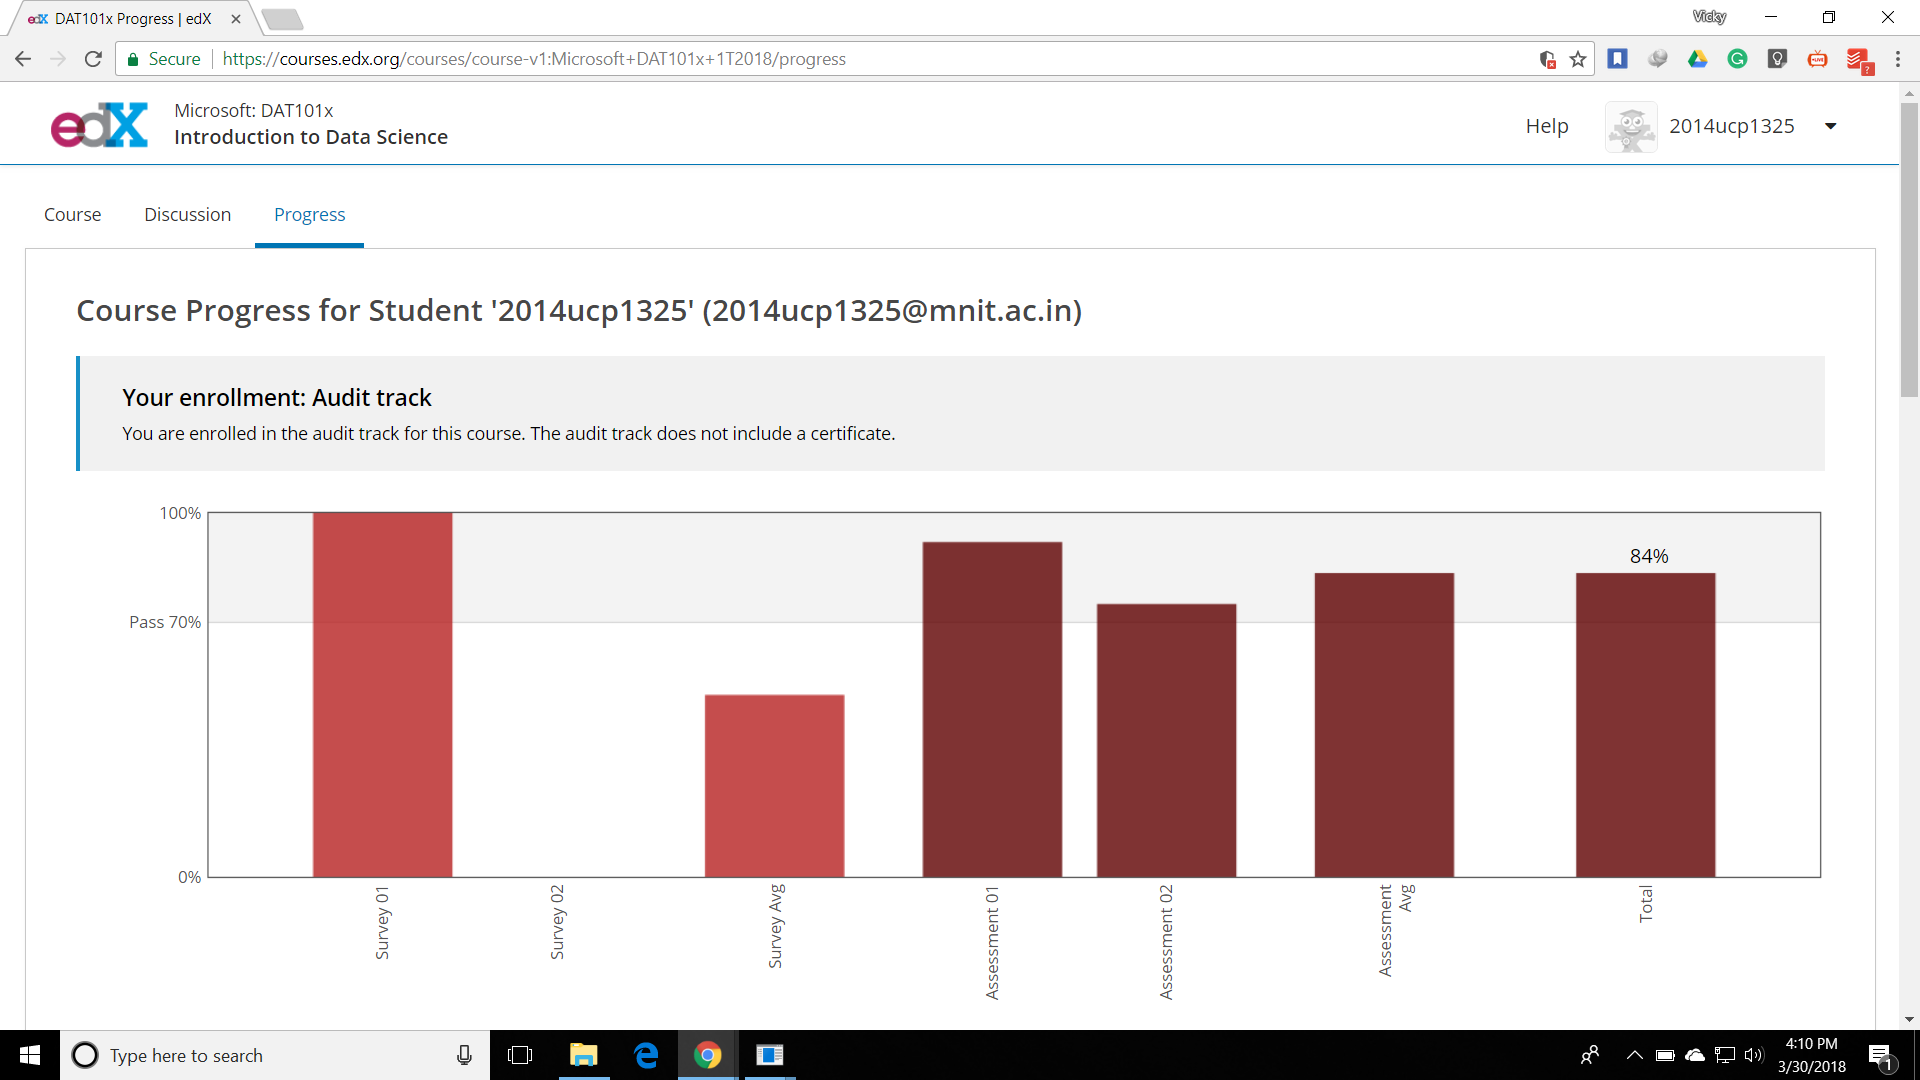 edX DAT101x Progress | edX
Vicky
Secure https://courses.edx.org/courses/course-v1:Microsoft+DAT101x+1T2018/progress
edX
Microsoft: DAT101x
Introduction to Data Science
Help
2014ucp1325
Course Discussion Progress
Course Progress for Student '2014ucp1325' (2014ucp1325@mnit.ac.in)
Your enrollment: Audit track
You are enrolled in the audit track for this course. The audit track does not include a certificate.
100%
84%
Pass 70%
0%
Survey 01
Survey 02
Survey Avg
Assessment 01
Assessment 02
Assessment
Avg
Total
Type here to search
4:10 PM
3/30/2018
1